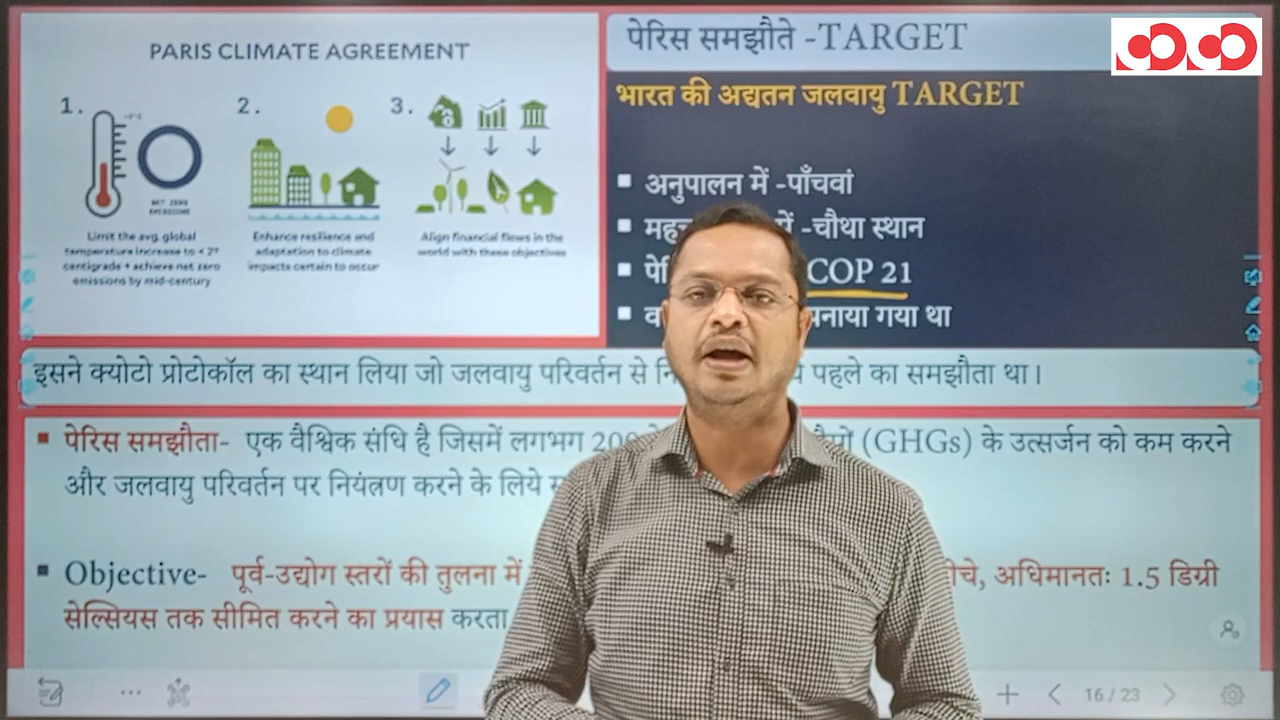 PARIS CLIMATE AGREEMENT
1.
2.
3.
NET ZERO
EMISSIONS
Limit the avg. global
temperature increase to < 2°
centigrade + achieve net zero
emissions by mid-century
Enhance resilience and
adaptation to climate
impacts certain to occur
Align financial flows in the
world with these objectives
पेरिस समझौते -TARGET
भारत की अद्यतन जलवायु TARGET
अनुपालन में -पाँचवां
में -चौथा स्थान
COP 21
गया था
इसने क्योटो प्रोटोकॉल का स्थान लिया जो जलवायु परिवर्तन से पहले का समझौता था।
पेरिस समझौता- एक वैश्विक संधि है जिसमें लगभग 200 (GHGs) के उत्सर्जन को कम करने
और जलवायु परिवर्तन पर नियंत्रण करने के लिये
Objective- पूर्व-उद्योग स्तरों की तुलना में अधिमानतः 1.5 डिग्री
सेल्सियस तक सीमित करने का प्रयास करता
16 / 23